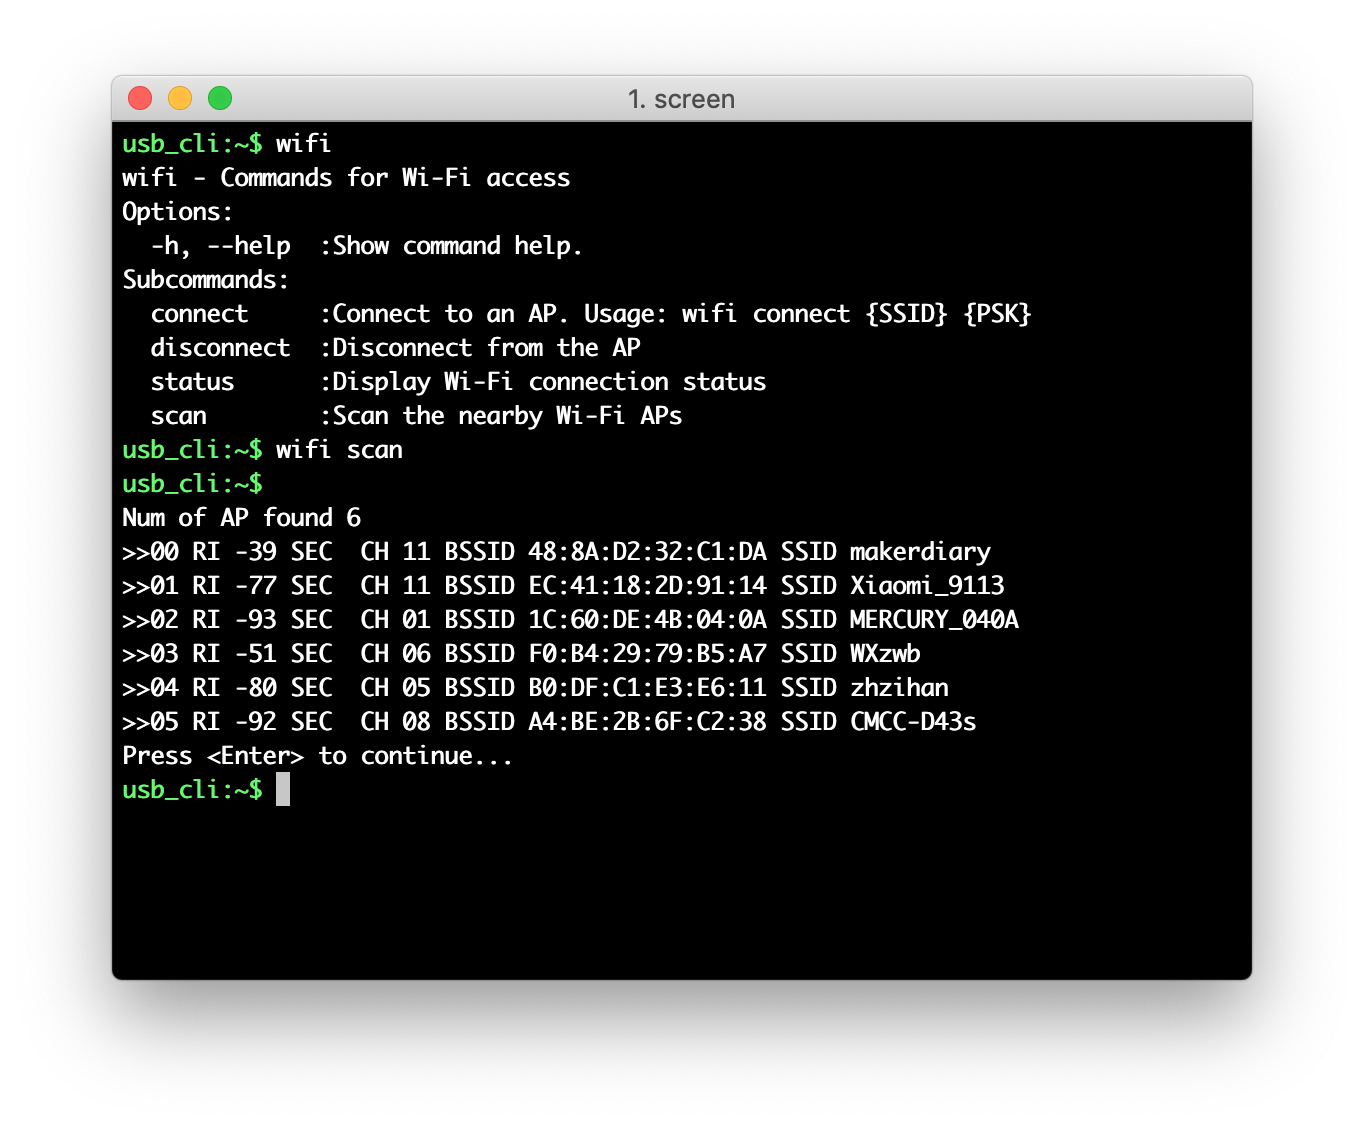 1. screen
usb_cli:~$ wifi
wifi - Commands for Wi-Fi access
Options:
  -h, --help  :Show command help.
Subcommands:
  connect     :Connect to an AP. Usage: wifi connect {SSID} {PSK}
  disconnect  :Disconnect from the AP
  status      :Display Wi-Fi connection status
  scan        :Scan the nearby Wi-Fi APs
usb_cli:~$ wifi scan
usb_cli:~$
Num of AP found 6
>>00 RI -39 SEC  CH 11 BSSID 48:8A:D2:32:C1:DA SSID makerdiary
>>01 RI -77 SEC  CH 11 BSSID EC:41:18:2D:91:14 SSID Xiaomi_9113
>>02 RI -93 SEC  CH 01 BSSID 1C:60:DE:4B:04:0A SSID MERCURY_040A
>>03 RI -51 SEC  CH 06 BSSID F0:B4:29:79:B5:A7 SSID WXzwb
>>04 RI -80 SEC  CH 05 BSSID B0:DF:C1:E3:E6:11 SSID zhzihan
>>05 RI -92 SEC  CH 08 BSSID A4:BE:2B:6F:C2:38 SSID CMCC-D43s
Press <Enter> to continue...
usb_cli:~$